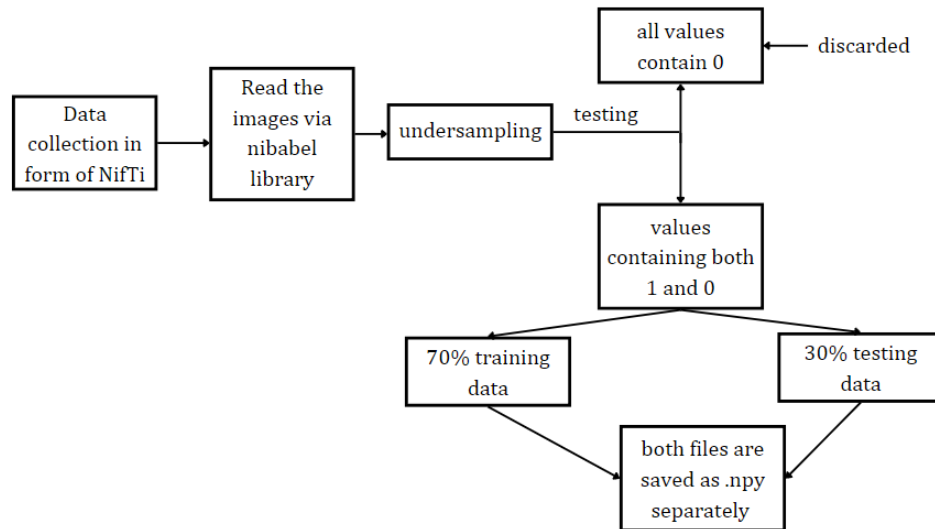 all values
contain 0
discarded
Data
collection in
form of NifTi
Read the
images via
nibabel
library
undersampling
testing
values
containing both
1 and 0
70% training
data
30% testing
data
both files are
saved as .npy
separately